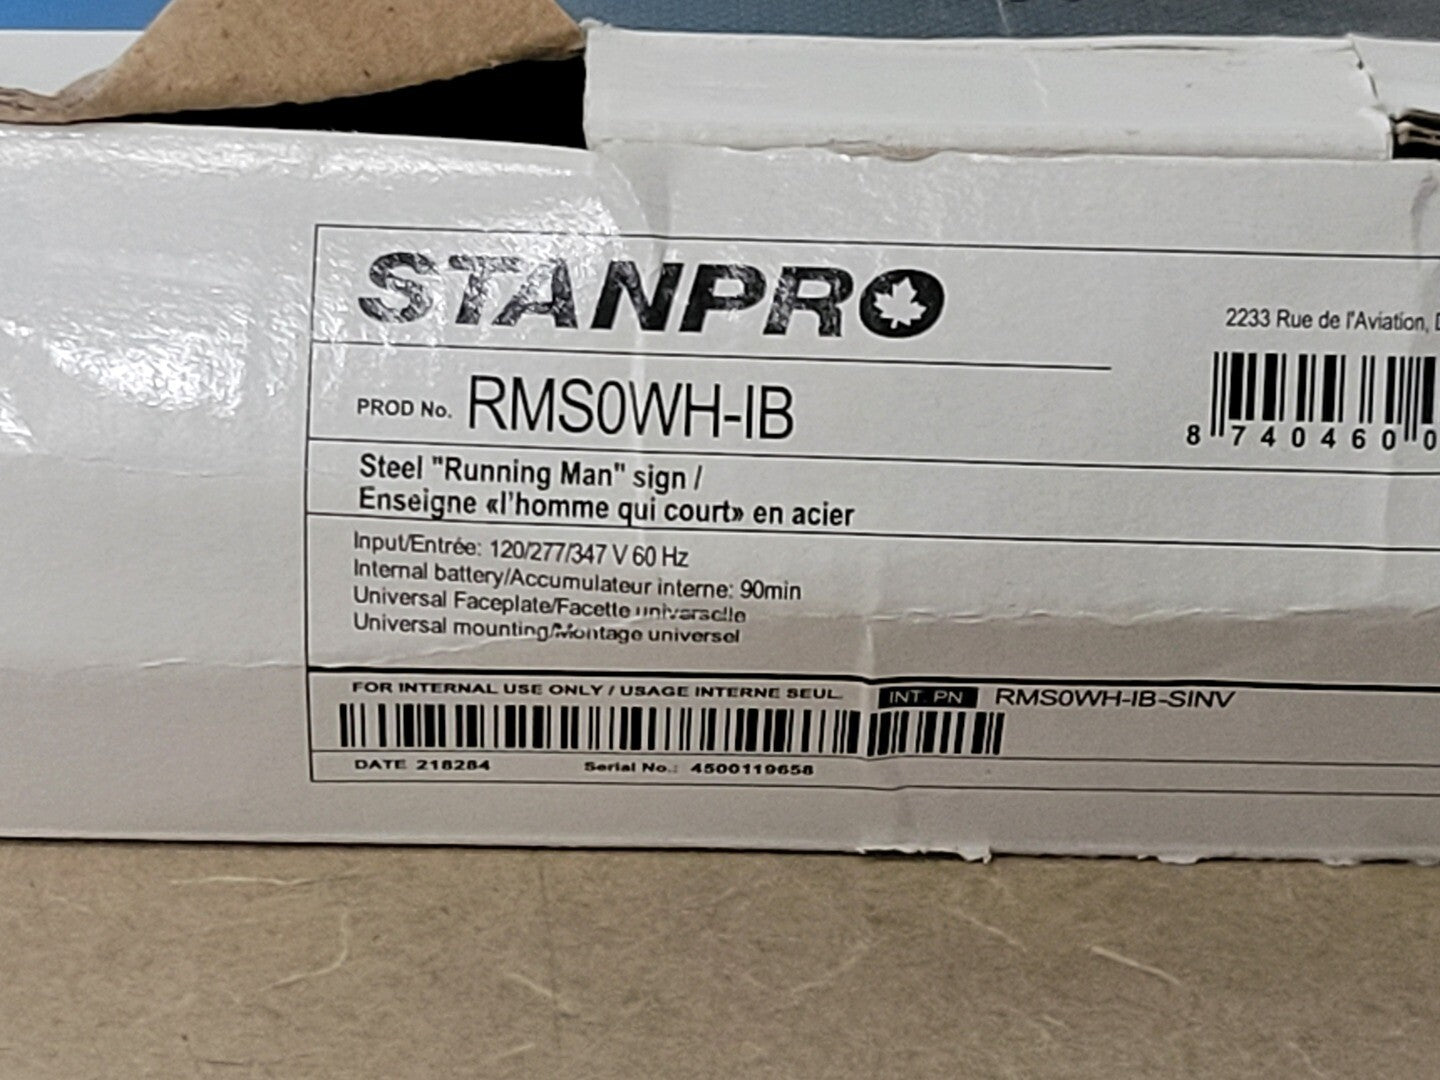 STANPRO
2233 Rue de l'Aviation,
PROD No. RMS0WH-IB
8 74046 00
Steel "Running Man" sign /
Enseigne «l'homme qui court» en acier
Input/Entrée: 120/277/347 V 60 Hz
Internal battery/Accumulateur interne: 90min
Universal Faceplate/Facette universelle
Universal mounting/Montage universel
FOR INTERNAL USE ONLY / USAGE INTERNE SEUL. INT. PN RMS0WH-IB-SINV
DATE 218284 Serial No.: 4500119658